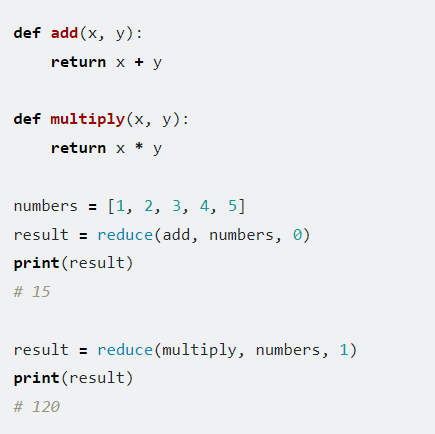 def add(x, y):
    return x + y

def multiply(x, y):
    return x * y

numbers = [1, 2, 3, 4, 5]
result = reduce(add, numbers, 0)
print(result)
# 15

result = reduce(multiply, numbers, 1)
print(result)
# 120